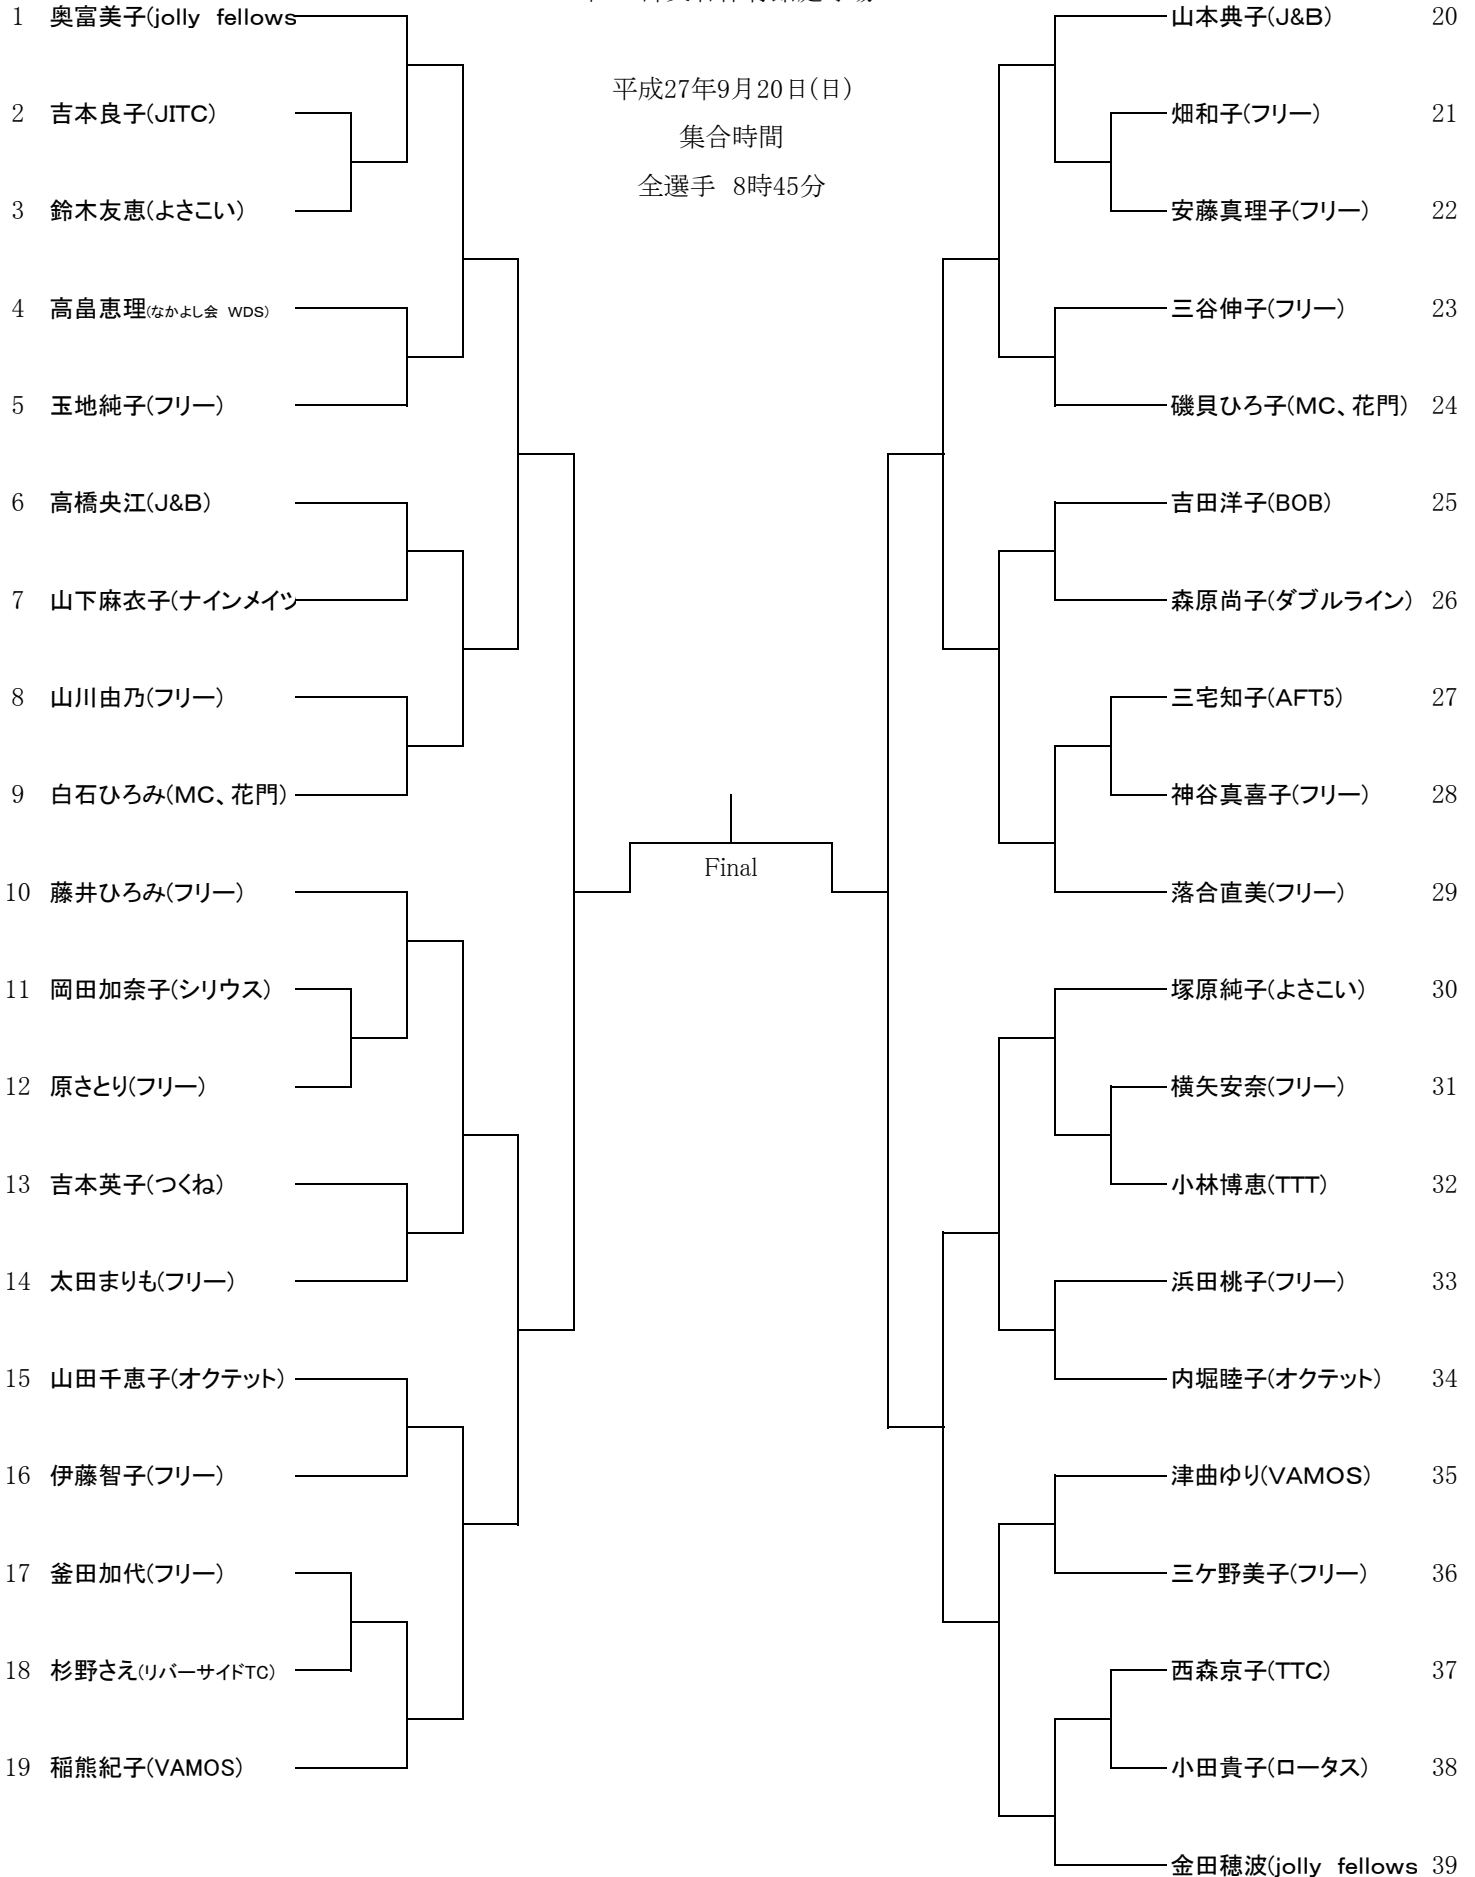 1 奥富美子(jolly fellows
2 吉本良子(JITC)
3 鈴木友恵(よさこい)
4 高畠恵理(なかよし会 WDS)
5 玉地純子(フリー)
6 高橋央江(J&B)
7 山下麻衣子(ナインメイツ
8 山川由乃(フリー)
9 白石ひろみ(MC、花門)
10 藤井ひろみ(フリー)
11 岡田加奈子(シリウス)
12 原さとり(フリー)
13 吉本英子(つくね)
14 太田まりも(フリー)
15 山田千恵子(オクテット)
16 伊藤智子(フリー)
17 釜田加代(フリー)
18 杉野さえ(リバーサイドTC)
19 稲熊紀子(VAMOS)
平成27年9月20日(日)
集合時間
全選手 8時45分
Final
山本典子(J&B) 20
畑和子(フリー) 21
安藤真理子(フリー) 22
三谷伸子(フリー) 23
磯貝ひろ子(MC、花門) 24
吉田洋子(BOB) 25
森原尚子(ダブルライン) 26
三宅知子(AFT5) 27
神谷真喜子(フリー) 28
落合直美(フリー) 29
塚原純子(よさこい) 30
横矢安奈(フリー) 31
小林博恵(TTT) 32
浜田桃子(フリー) 33
内堀睦子(オクテット) 34
津曲ゆり(VAMOS) 35
三ケ野美子(フリー) 36
西森京子(TTC) 37
小田貴子(ロータス) 38
金田穂波(jolly fellows 39